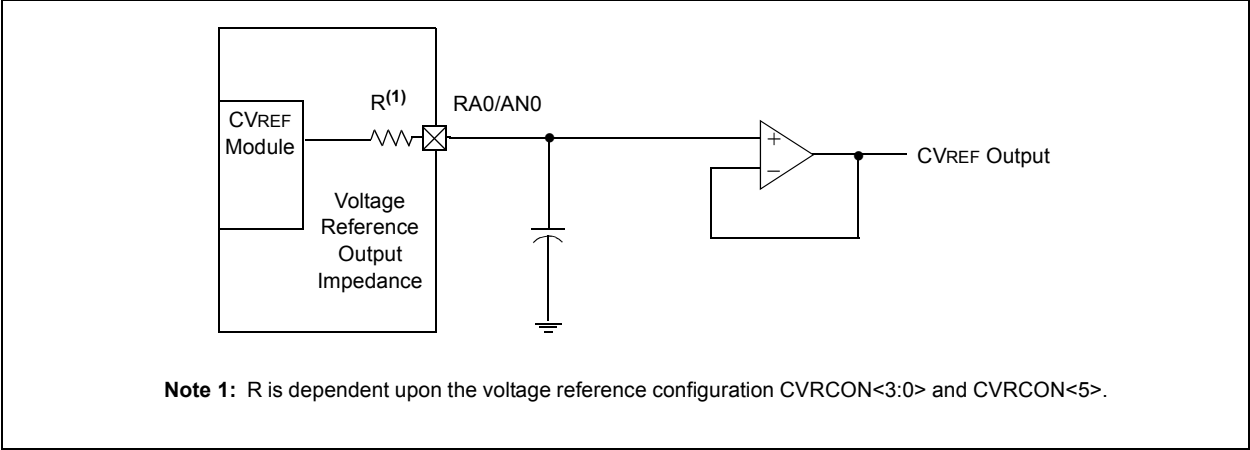 R(1)
RA0/AN0
CVREF
Module
+
−
CVREF Output
Voltage
Reference
Output
Impedance
Note 1: R is dependent upon the voltage reference configuration CVRCON<3:0> and CVRCON<5>.